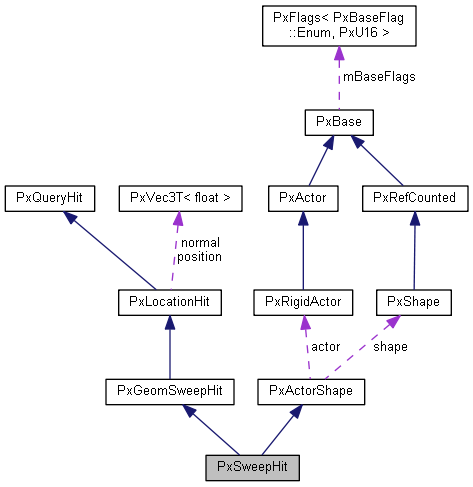 PxFlags< PxBaseFlag
::Enum, PxU16 >
mBaseFlags
PxBase
PxQueryHit
PxVec3T< float >
PxActor
PxRefCounted
normal
position
PxLocationHit
PxRigidActor
PxShape
actor
shape
PxGeomSweepHit
PxActorShape
PxSweepHit